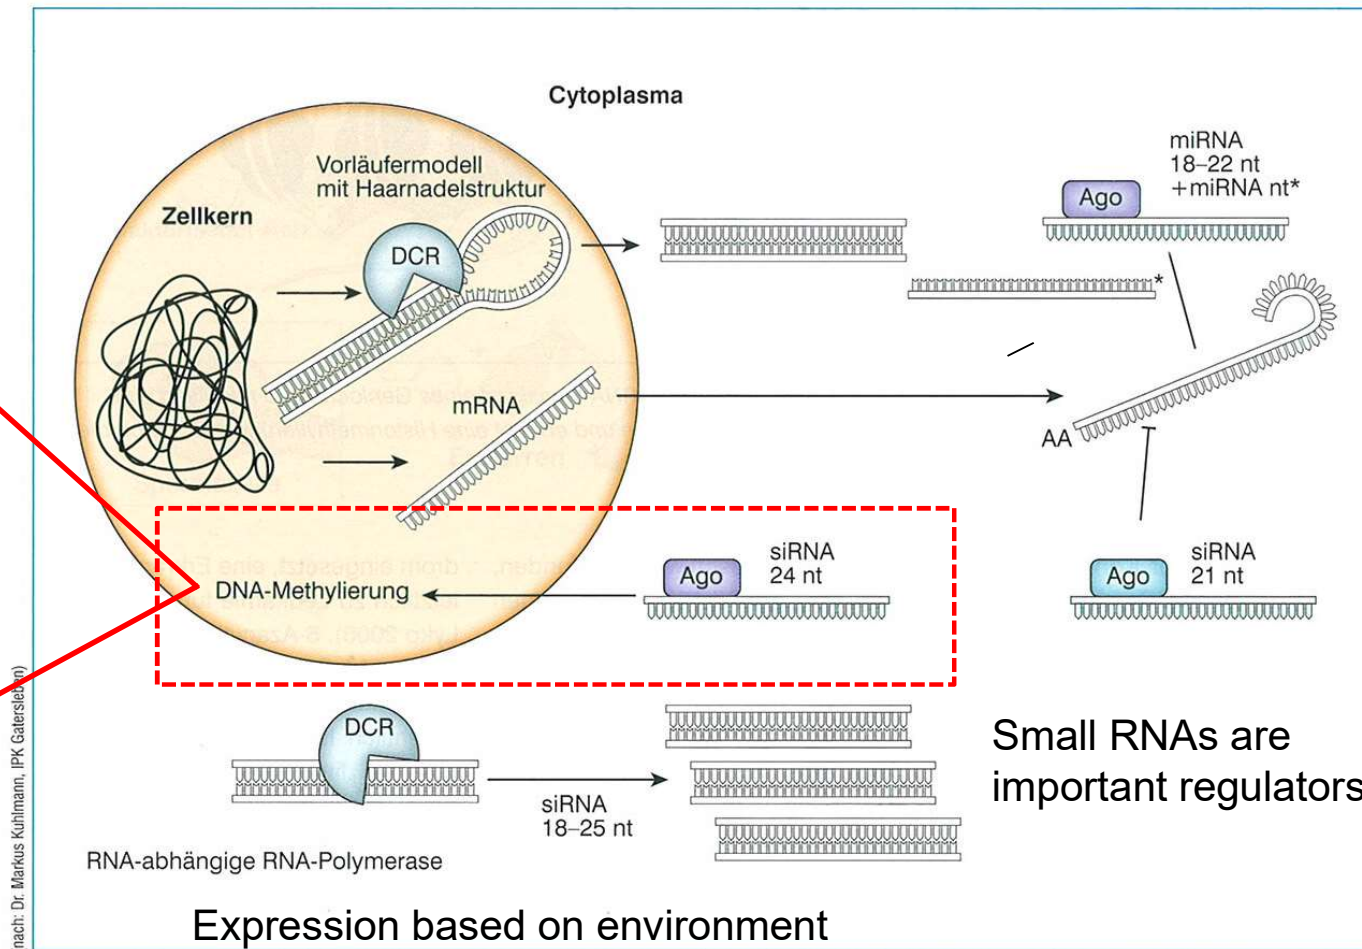 Cytoplasma
Vorläufermodell
mit Haarnadelstruktur
Zellkern
DCR
mRNA
DNA-Methylierung
miRNA
18–22 nt
+miRNA nt*
Ago
*
AA
siRNA
24 nt
Ago
siRNA
21 nt
Ago
DCR
siRNA
18–25 nt
RNA-abhängige RNA-Polymerase
Small RNAs are
important regulators
Expression based on environment
nach: Dr. Markus Kuhlmann, IPK Gatersleben)